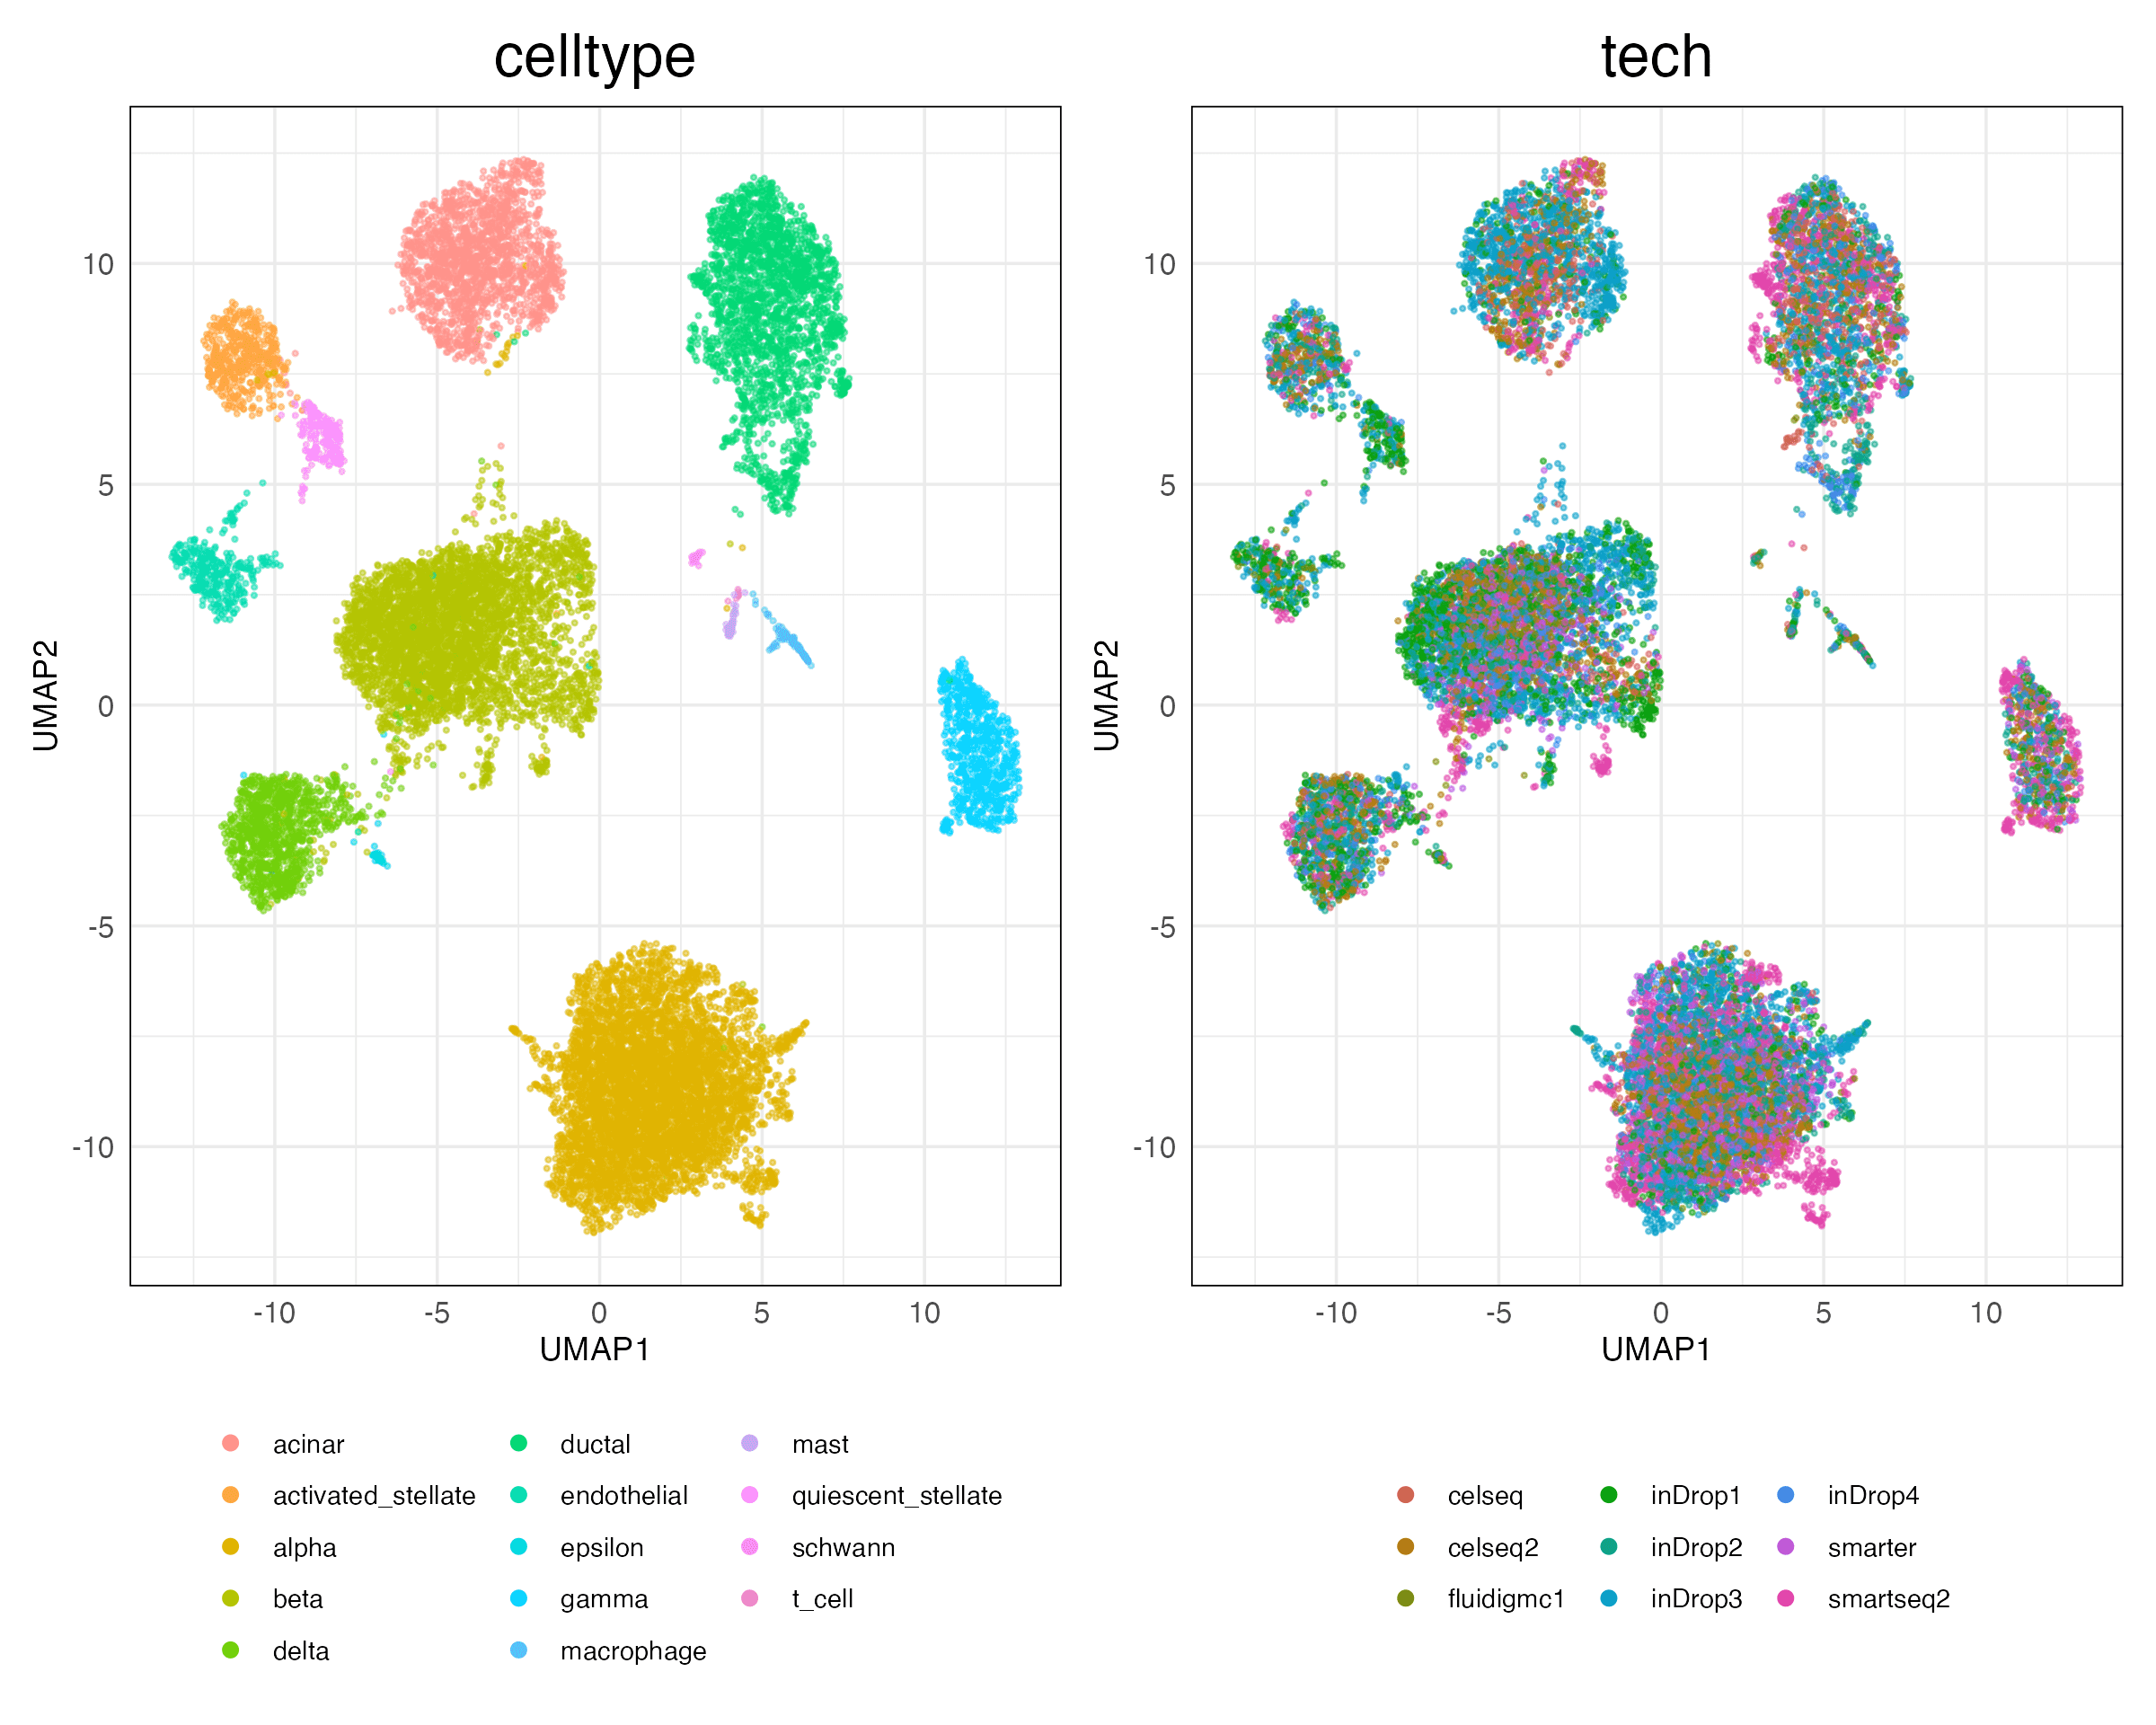 celltype
10
5
0
-5
-10
UMAP2
-10 -5 0 5 10
UMAP1
acinar
activated_stellate
alpha
beta
delta
ductal
endothelial
epsilon
gamma
macrophage
mast
quiescent_stellate
schwann
t_cell
tech
10
5
0
-5
-10
UMAP2
-10 -5 0 5 10
UMAP1
celseq
celseq2
fluidigmc1
inDrop1
inDrop2
inDrop3
inDrop4
smarter
smartseq2